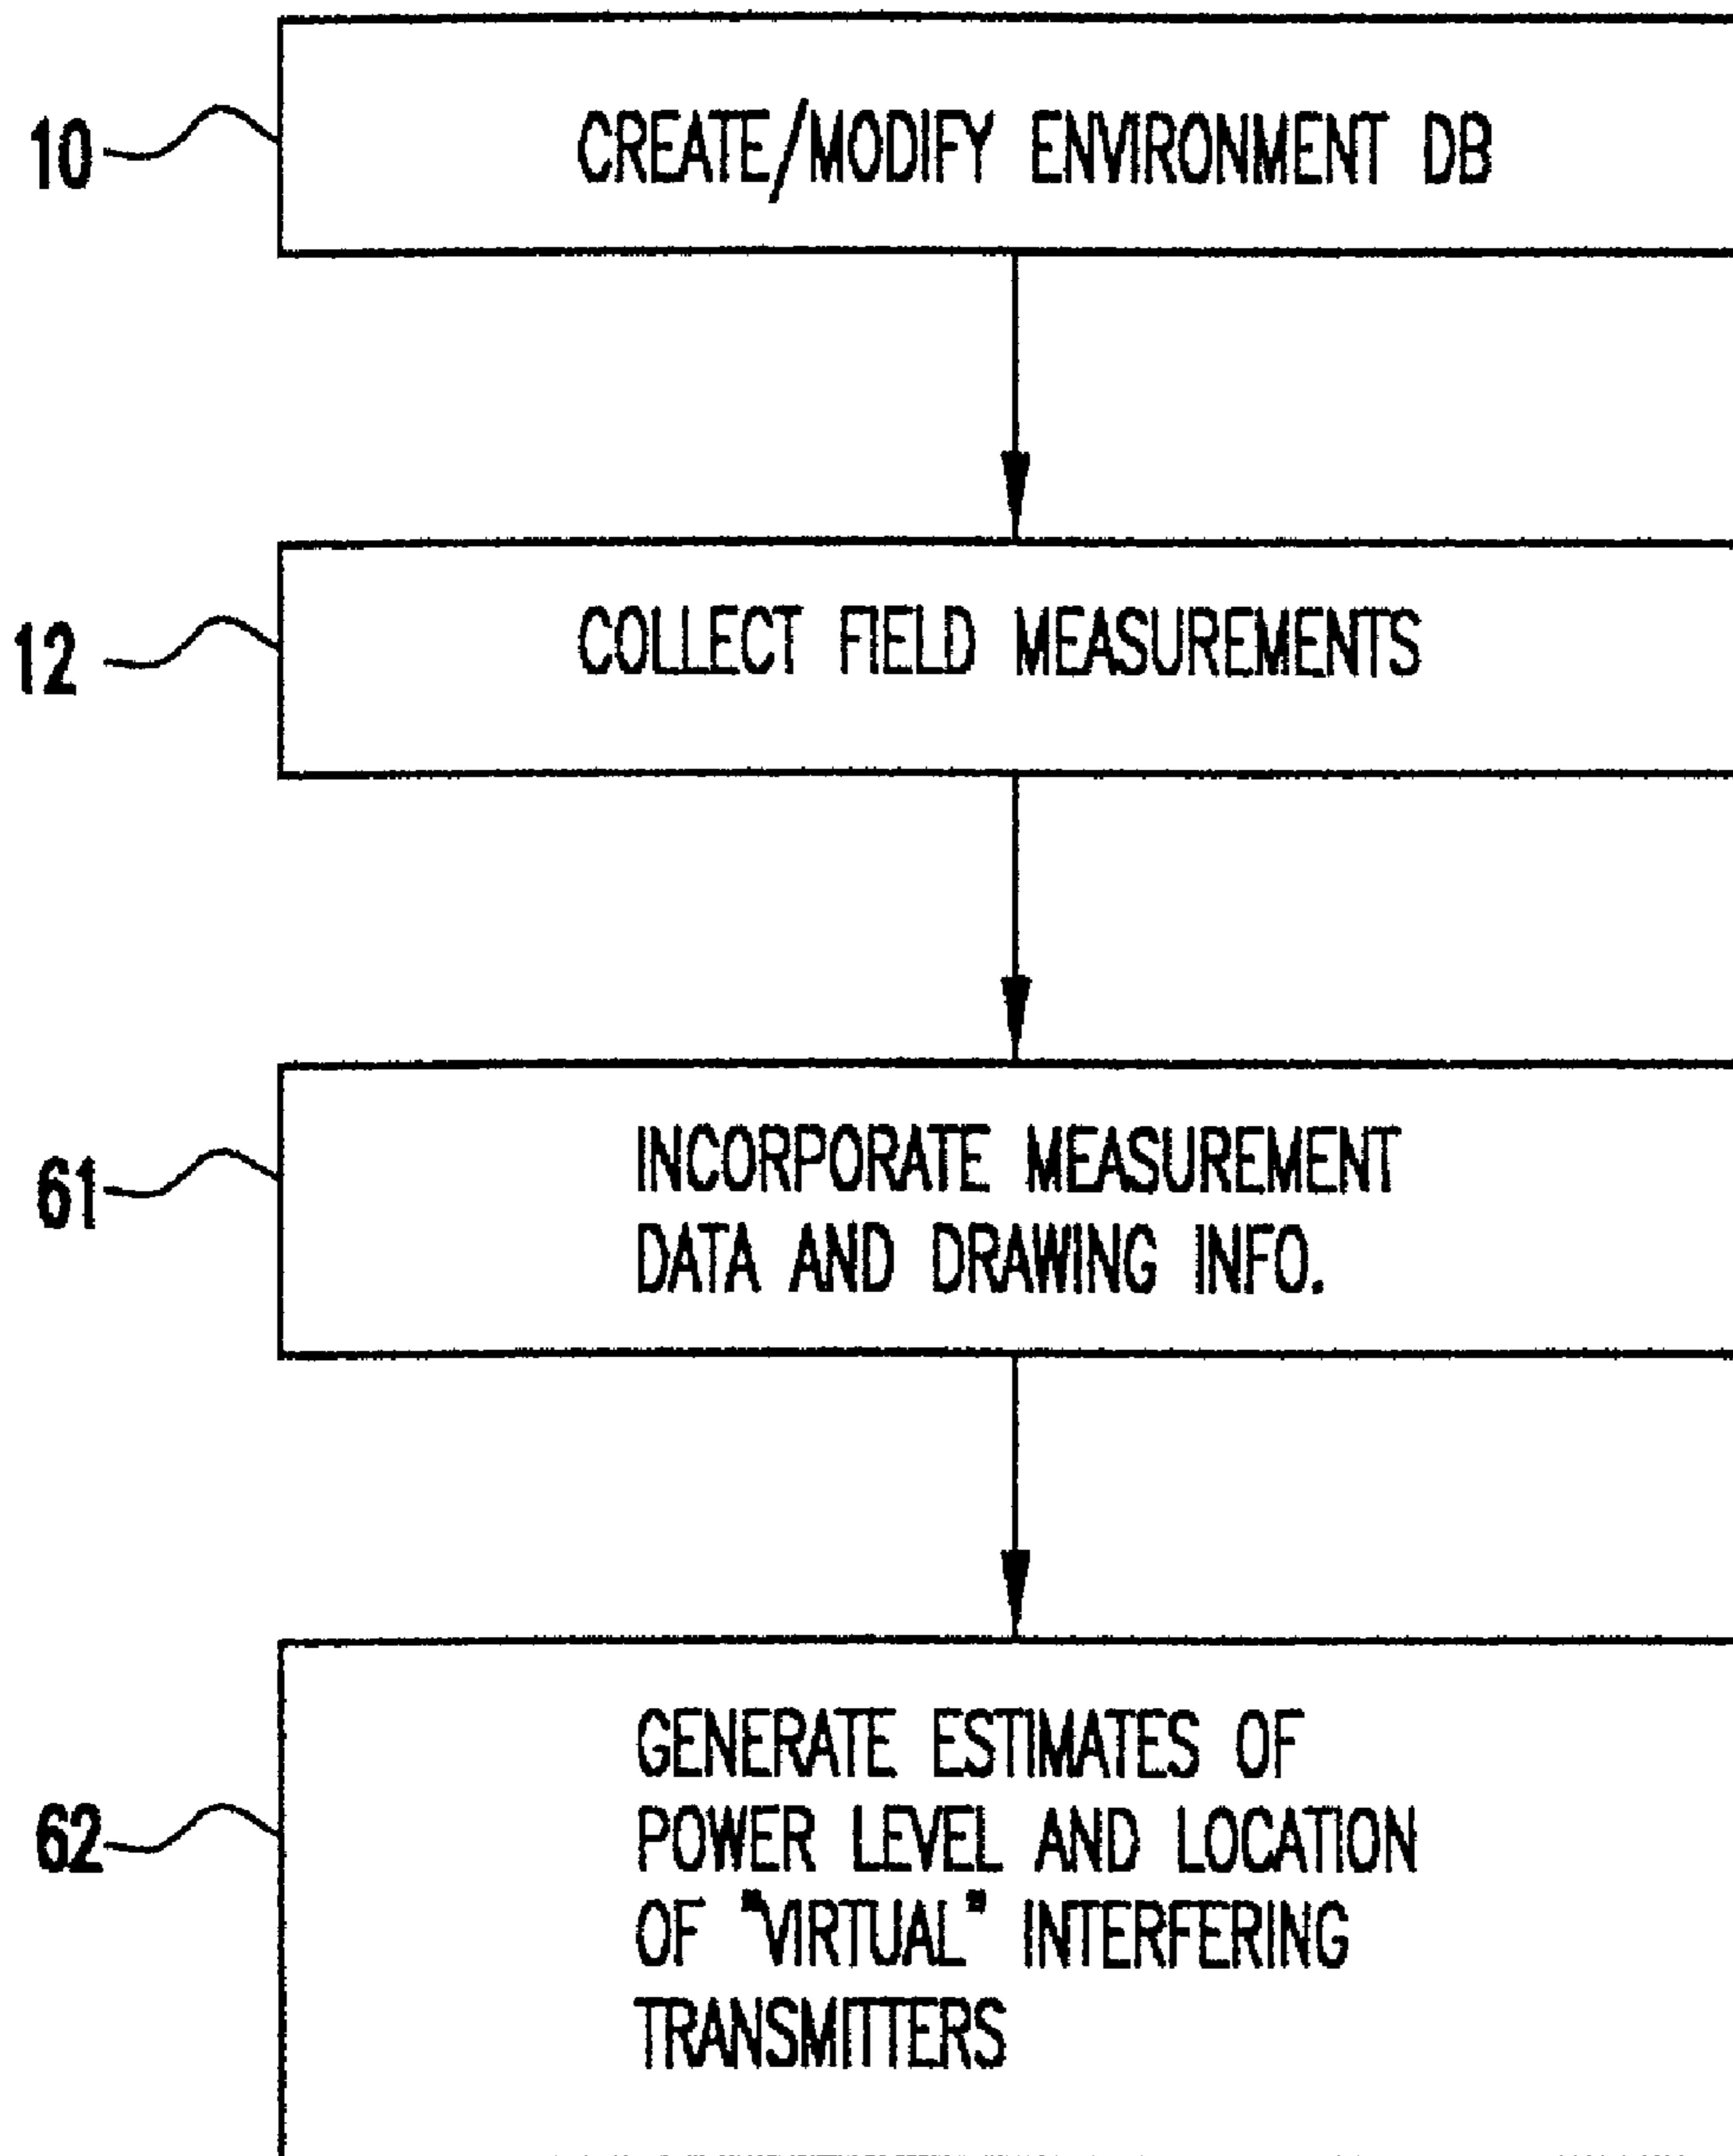 10
CREATE/MODIFY ENVIRONMENT DB
12
COLLECT FIELD MEASUREMENTS
61
INCORPORATE MEASUREMENT
DATA AND DRAWING INFO.
62
GENERATE ESTIMATES OF
POWER LEVEL AND LOCATION
OF "VIRTUAL" INTERFERING
TRANSMITTERS